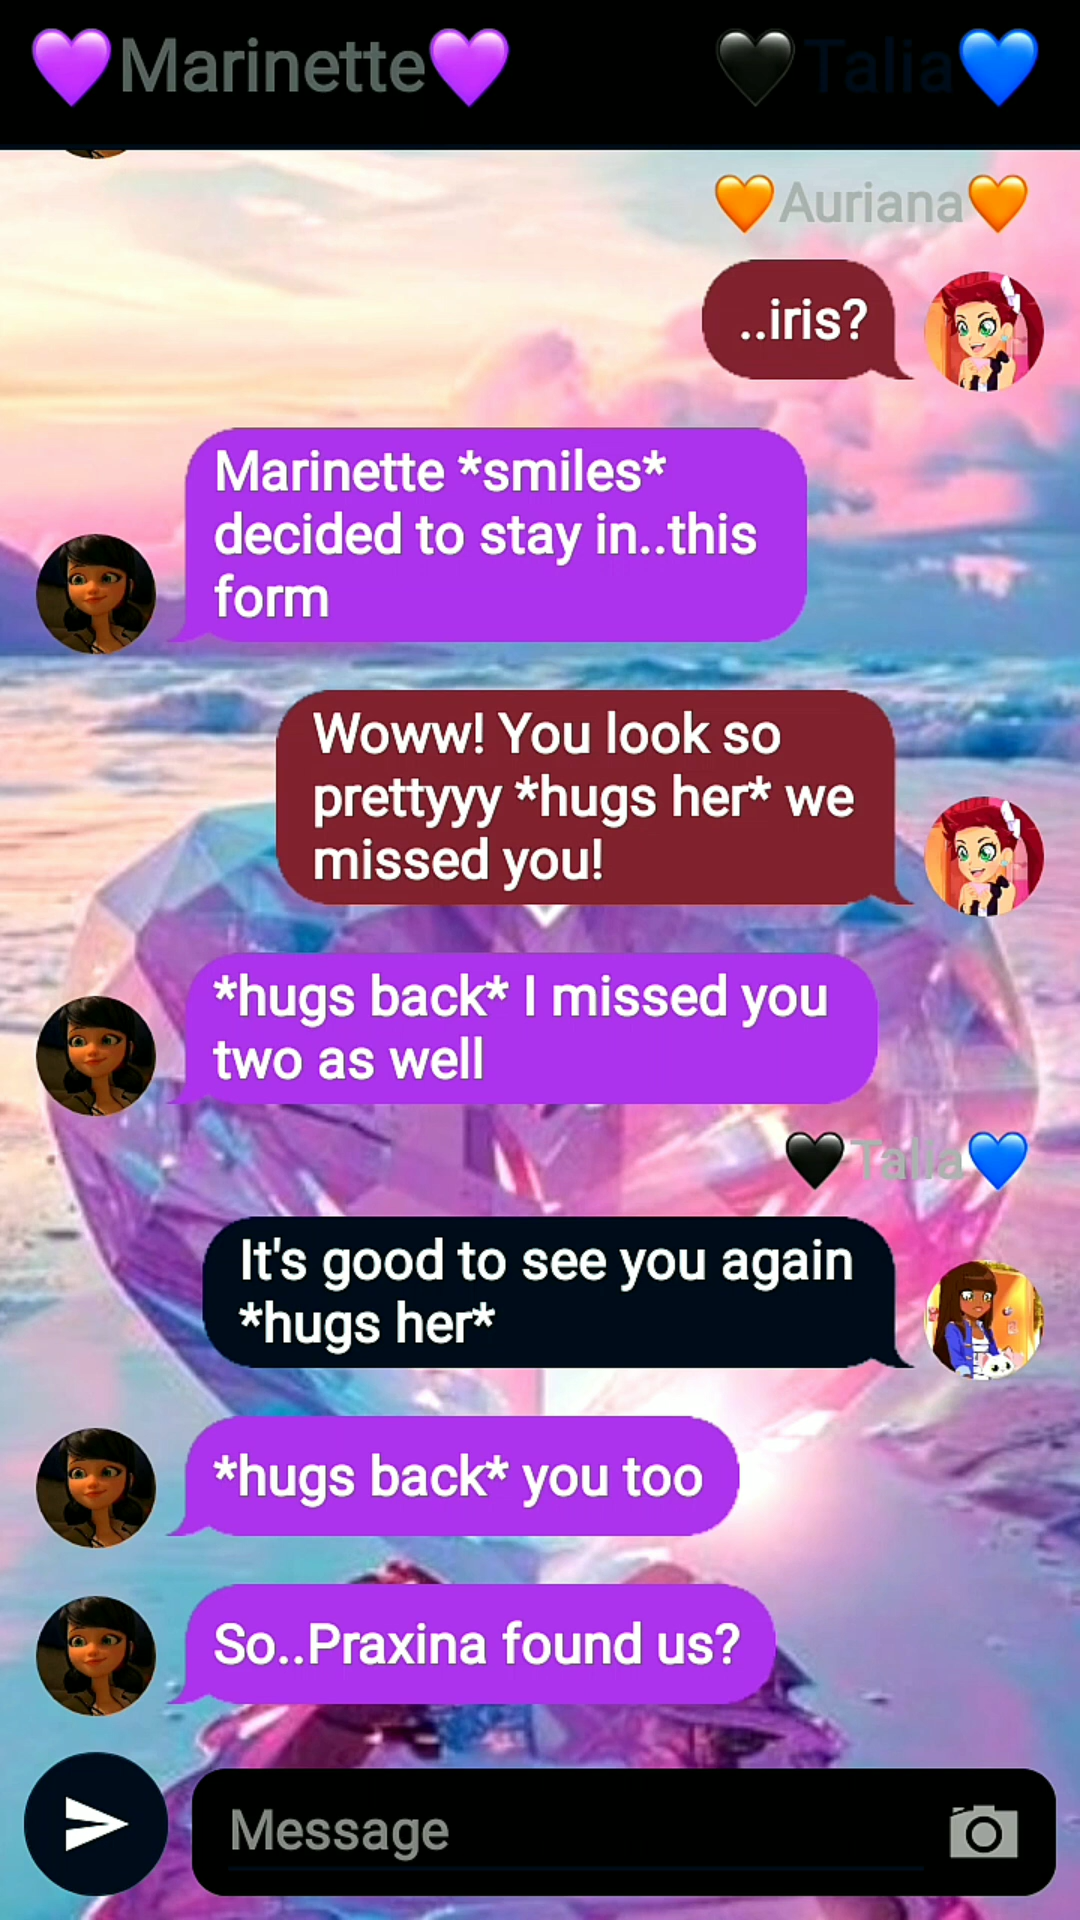 💜Marinette💜
🖤Talia💙
🧡Auriana🧡
..iris?
Marinette *smiles*
decided to stay in..this
form
Woww! You look so
prettyyy *hugs her* we
missed you!
*hugs back* I missed you
two as well
🖤Talia💙
It's good to see you again
*hugs her*
*hugs back* you too
So..Praxina found us?
Message